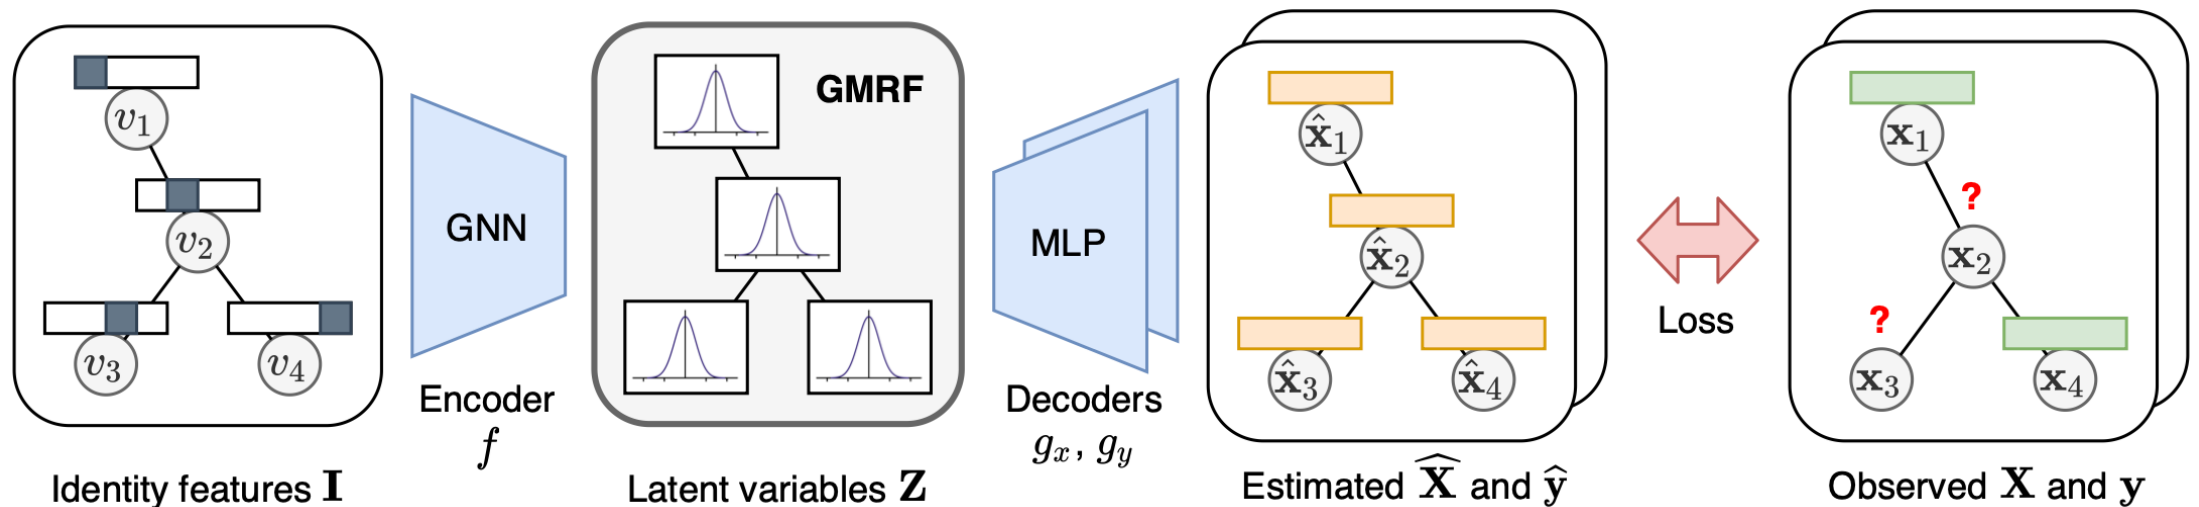 v₁
v₂
v₃
v₄
Identity features I
GNN
Encoder
f
GMRF
Latent variables Z
MLP
Decoders
gₓ, g_y
x̂₁
x̂₂
x̂₃
x̂₄
Estimated X̂ and ŷ
Loss
x₁
?
x₂
?
x₃
x₄
Observed X and y